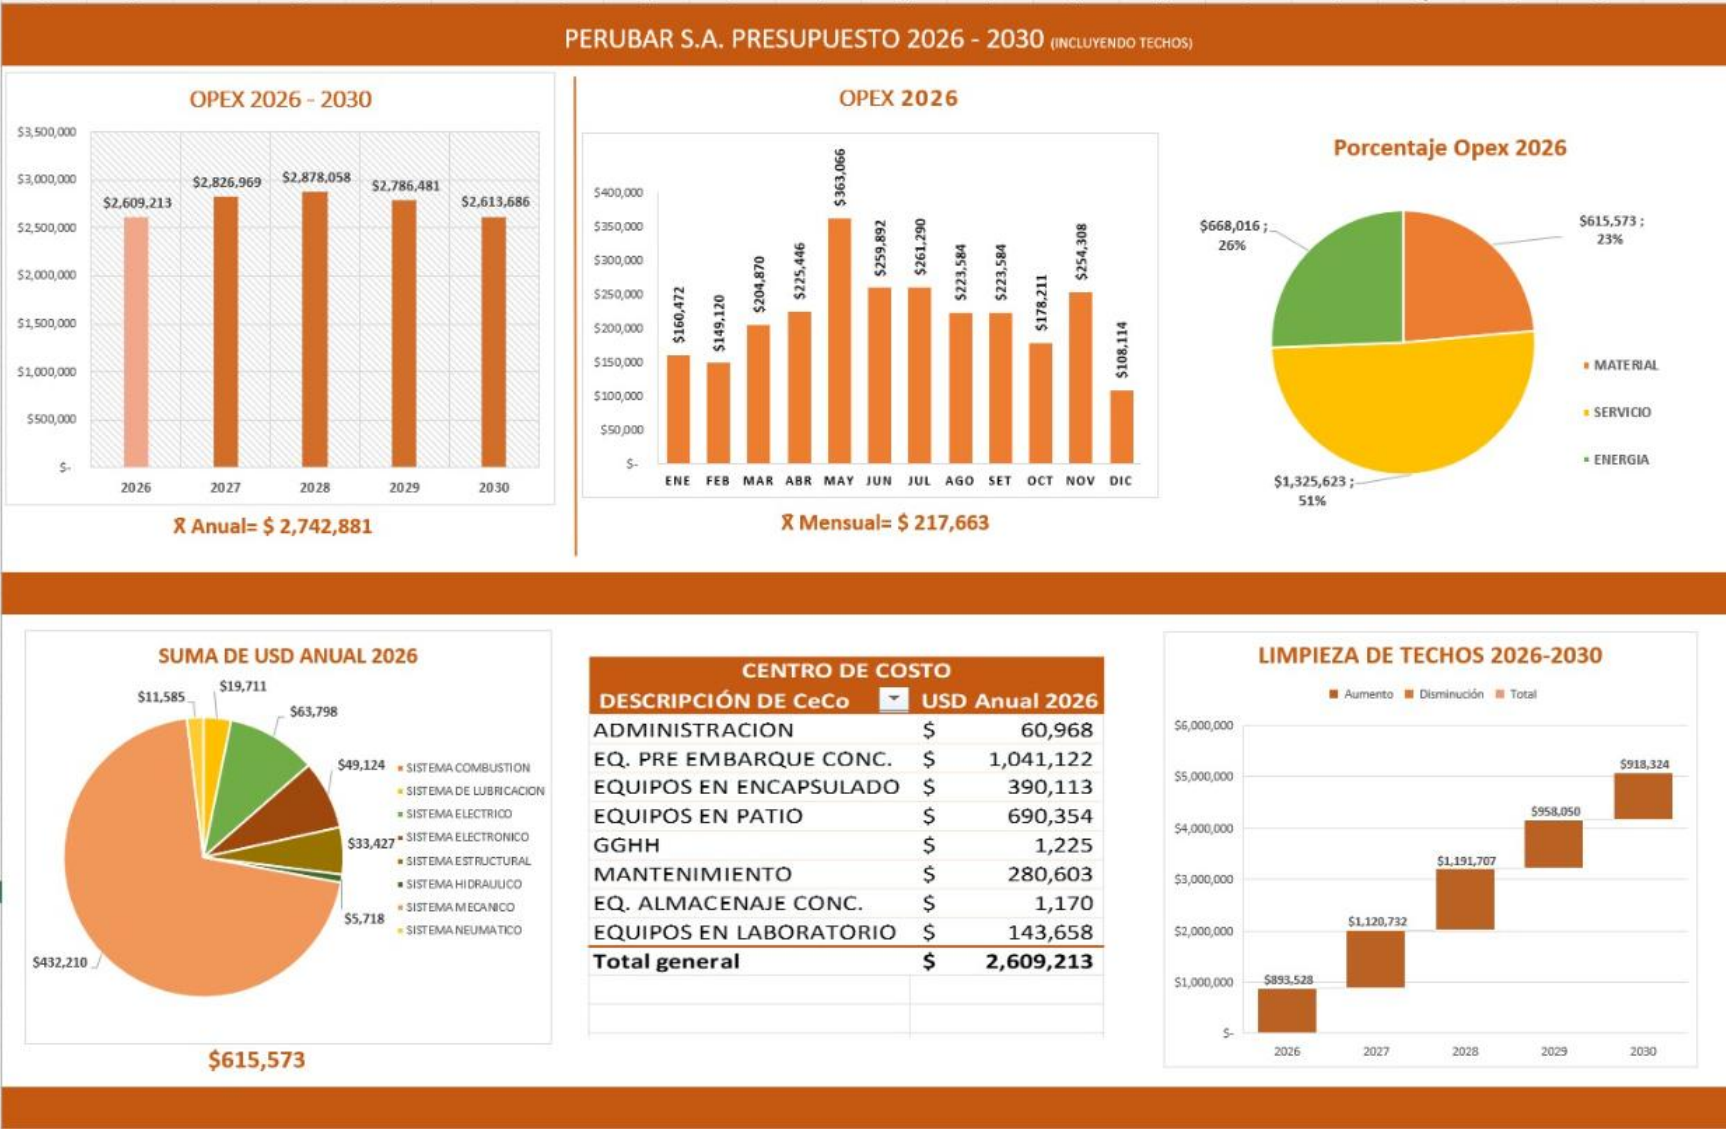 PERUBAR S.A. PRESUPUESTO 2026 - 2030 (INCLUYENDO TECHOS)
OPEX 2026 - 2030
$3,500,000
$3,000,000
$2,500,000
$2,000,000
$1,500,000
$1,000,000
$500,000
$-
$2,609,213
$2,826,969
$2,878,058
$2,786,481
$2,613,686
2026 2027 2028 2029 2030
X̄ Anual= $ 2,742,881
OPEX 2026
$400,000
$350,000
$300,000
$250,000
$200,000
$150,000
$100,000
$50,000
$-
$160,472
$149,120
$204,870
$225,446
$363,066
$259,892
$261,290
$223,584
$223,584
$178,211
$254,308
$108,114
ENE FEB MAR ABR MAY JUN JUL AGO SET OCT NOV DIC
X̄ Mensual= $ 217,663
Porcentaje Opex 2026
$668,016 ;
26%
$615,573 ;
23%
$1,325,623 ;
51%
MATERIAL
SERVICIO
ENERGIA
SUMA DE USD ANUAL 2026
$11,585
$19,711
$63,798
$49,124
$33,427
$5,718
$432,210
SISTEMA COMBUSTION
SISTEMA DE LUBRICACION
SISTEMA ELECTRICO
SISTEMA ELECTRONICO
SISTEMA ESTRUCTURAL
SISTEMA HIDRAULICO
SISTEMA MECANICO
SISTEMA NEUMATICO
$615,573
CENTRO DE COSTO
DESCRIPCIÓN DE CeCo USD Anual 2026
ADMINISTRACION $ 60,968
EQ. PRE EMBARQUE CONC. $ 1,041,122
EQUIPOS EN ENCAPSULADO $ 390,113
EQUIPOS EN PATIO $ 690,354
GGHH $ 1,225
MANTENIMIENTO $ 280,603
EQ. ALMACENAJE CONC. $ 1,170
EQUIPOS EN LABORATORIO $ 143,658
Total general $ 2,609,213
LIMPIEZA DE TECHOS 2026-2030
Aumento Disminución Total
$6,000,000
$5,000,000
$4,000,000
$3,000,000
$2,000,000
$1,000,000
$-
$893,528
$1,120,732
$1,191,707
$958,050
$918,324
2026 2027 2028 2029 2030